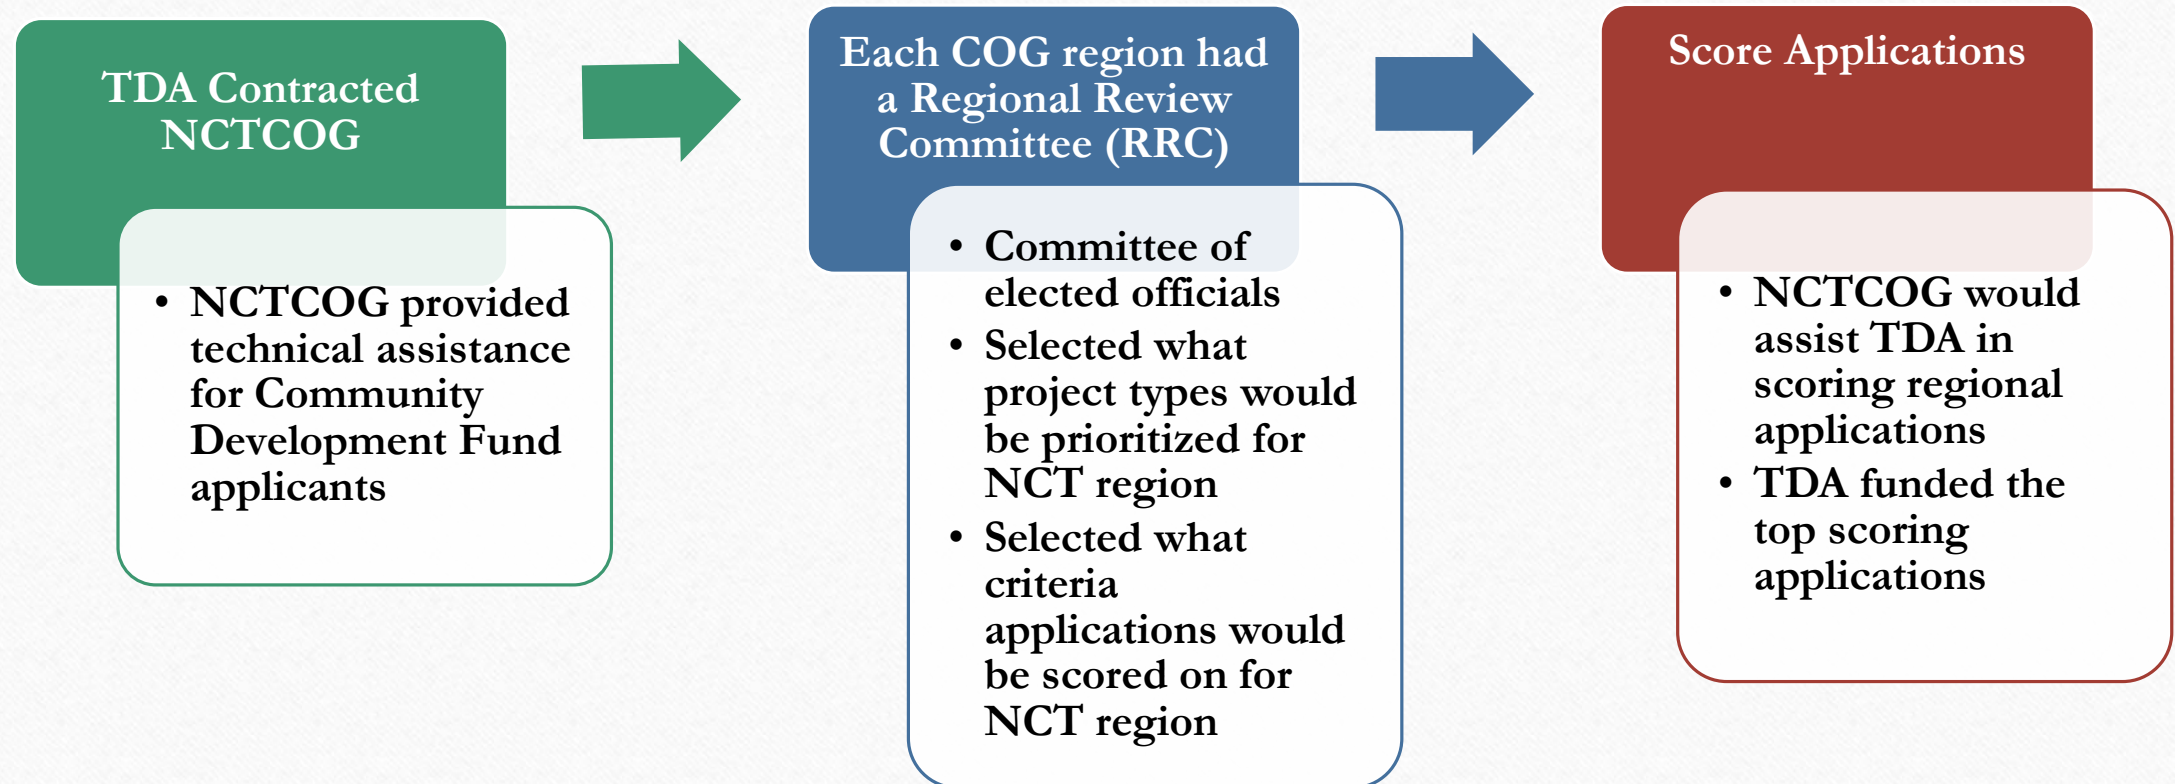 TDA Contracted
NCTCOG
• NCTCOG provided
technical assistance
for Community
Development Fund
applicants
Each COG region had
a Regional Review
Committee (RRC)
• Committee of
elected officials
• Selected what
project types would
be prioritized for
NCT region
• Selected what
criteria
applications would
be scored on for
NCT region
Score Applications
• NCTCOG would
assist TDA in
scoring regional
applications
• TDA funded the
top scoring
applications